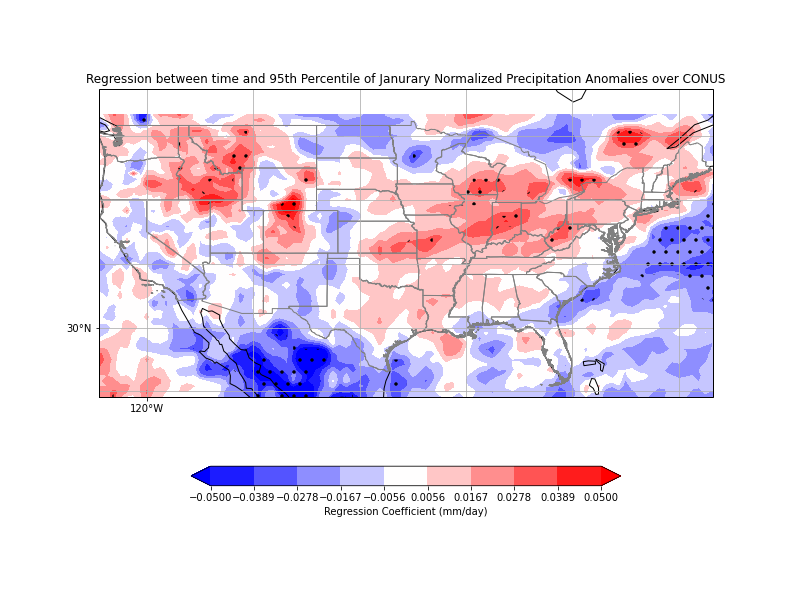 Regression between time and 95th Percentile of Janurary Normalized Precipitation Anomalies over CONUS
30°N
120°W
−0.0500 −0.0389 −0.0278 −0.0167 −0.0056 0.0056 0.0167 0.0278 0.0389 0.0500
Regression Coefficient (mm/day)